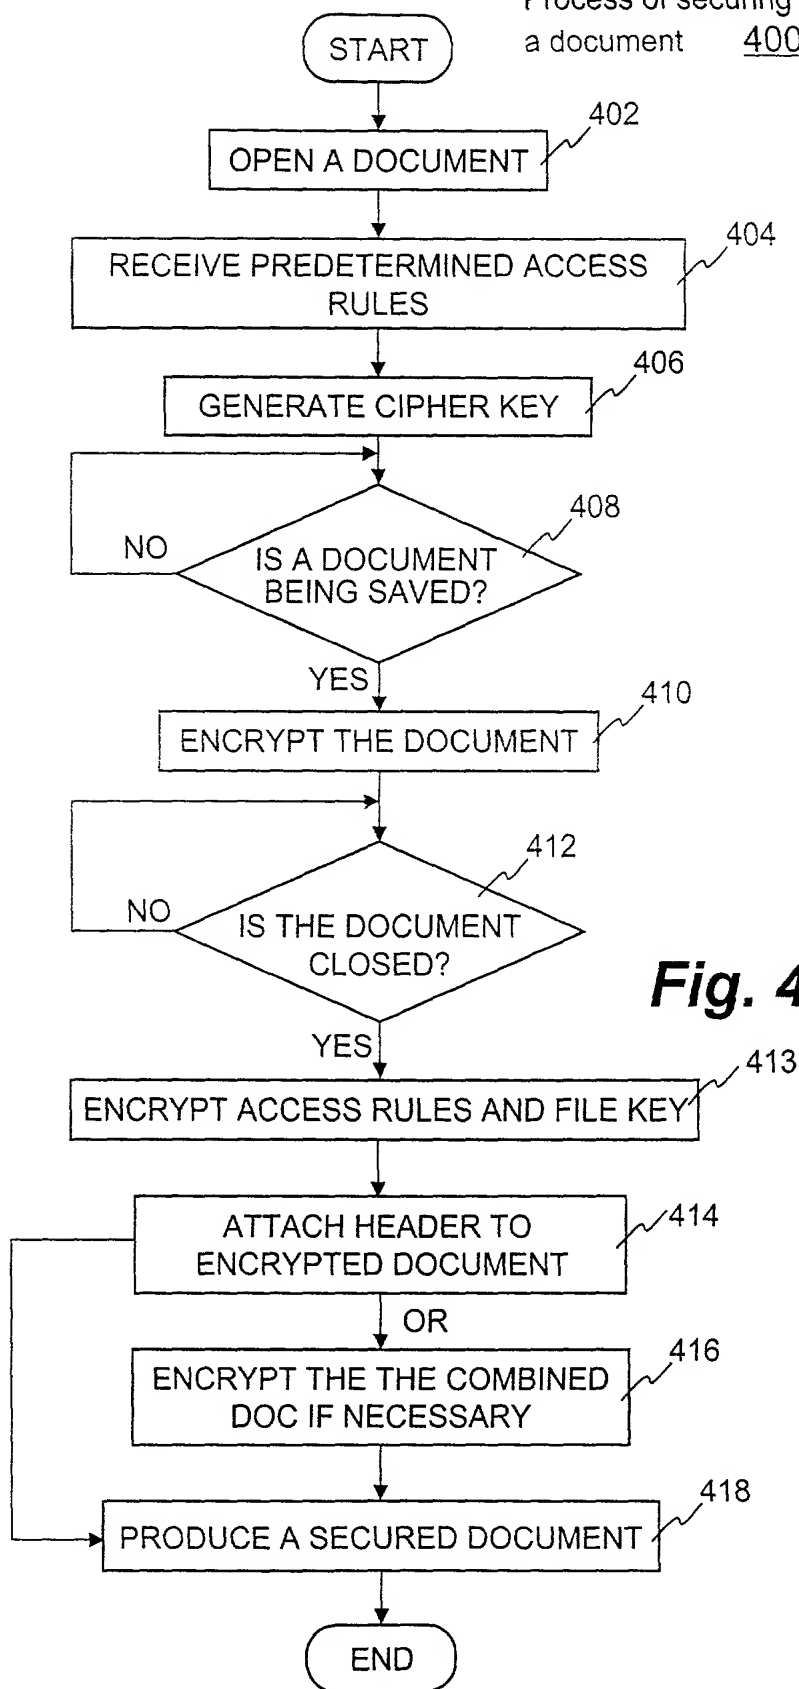 Process of securing
a document 400
START
402
OPEN A DOCUMENT
404
RECEIVE PREDETERMINED ACCESS
RULES
406
GENERATE CIPHER KEY
408
NO
IS A DOCUMENT
BEING SAVED?
YES
410
ENCRYPT THE DOCUMENT
412
NO
IS THE DOCUMENT
CLOSED?
Fig. 4
YES
413
ENCRYPT ACCESS RULES AND FILE KEY
414
ATTACH HEADER TO
ENCRYPTED DOCUMENT
OR
416
ENCRYPT THE THE COMBINED
DOC IF NECESSARY
418
PRODUCE A SECURED DOCUMENT
END